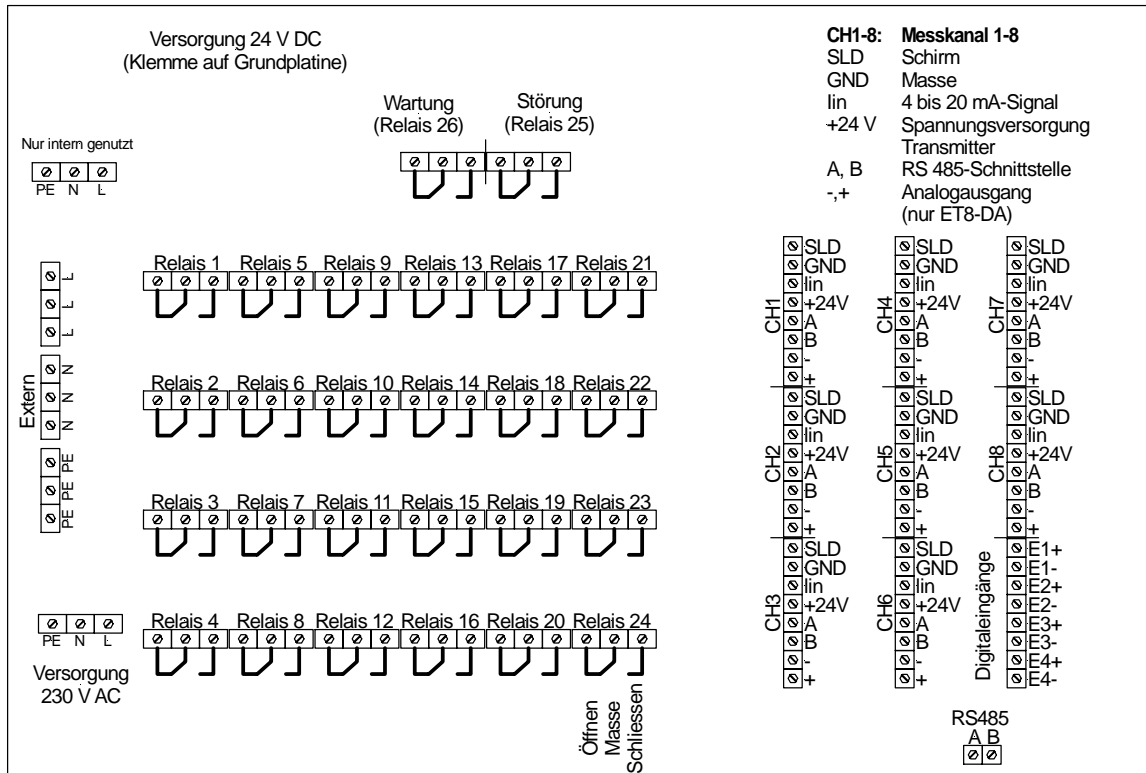 Versorgung 24 V DC
(Klemme auf Grundplatine)
Wartung
(Relais 26)
Störung
(Relais 25)
Nur intern genutzt
PE N L
CH1-8: Messkanal 1-8
SLD Schirm
GND Masse
Iin 4 bis 20 mA-Signal
+24 V Spannungsversorgung
Transmitter
A, B RS 485-Schnittstelle
-,+ Analogausgang
(nur ET8-DA)
Extern
L
L
L
N
N
N
PE
PE
PE
Relais 1 Relais 5 Relais 9 Relais 13 Relais 17 Relais 21
Relais 2 Relais 6 Relais 10 Relais 14 Relais 18 Relais 22
Relais 3 Relais 7 Relais 11 Relais 15 Relais 19 Relais 23
Relais 4 Relais 8 Relais 12 Relais 16 Relais 20 Relais 24
PE N L
Versorgung
230 V AC
Öffnen
Masse
Schliessen
CH1
SLD
GND
Iin
+24V
A
B
-
+
CH2
SLD
GND
Iin
+24V
A
B
-
+
CH3
SLD
GND
Iin
+24V
A
B
-
+
CH4
SLD
GND
Iin
+24V
A
B
-
+
CH5
SLD
GND
Iin
+24V
A
B
-
+
CH6
SLD
GND
Iin
+24V
A
B
-
+
CH7
SLD
GND
Iin
+24V
A
B
-
+
CH8
SLD
GND
Iin
+24V
A
B
-
+
Digitaleingänge
E1+
E1-
E2+
E2-
E3+
E3-
E4+
E4-
RS485
A B